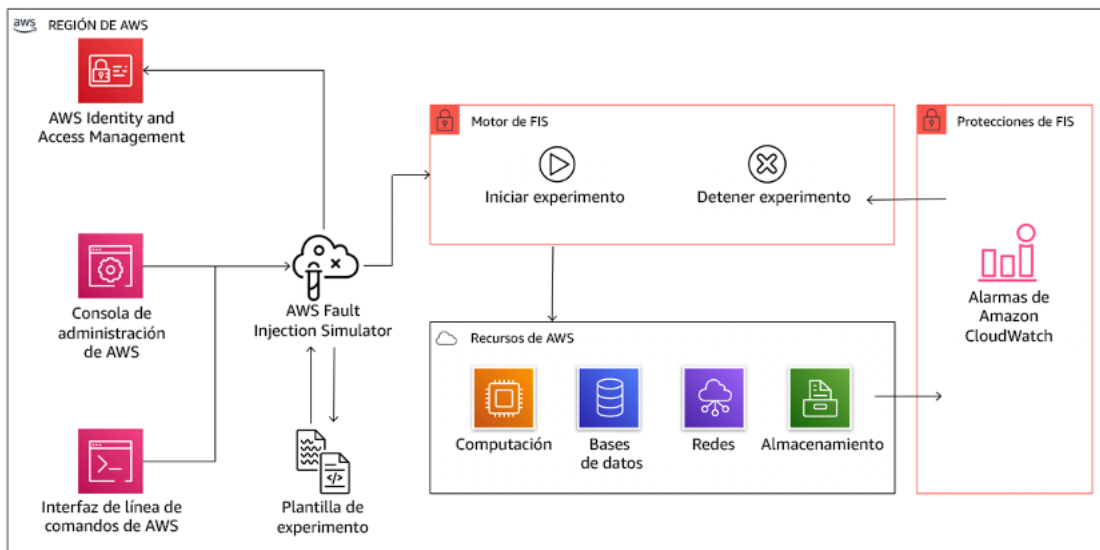 aws
REGIÓN DE AWS
AWS Identity and
Access Management
Consola de
administración
de AWS
Interfaz de línea de
comandos de AWS
AWS Fault
Injection Simulator
Plantilla de
experimento
Motor de FIS
Iniciar experimento
Detener experimento
Recursos de AWS
Computación
Bases
de datos
Redes
Almacenamiento
Protecciones de FIS
Alarmas de
Amazon
CloudWatch